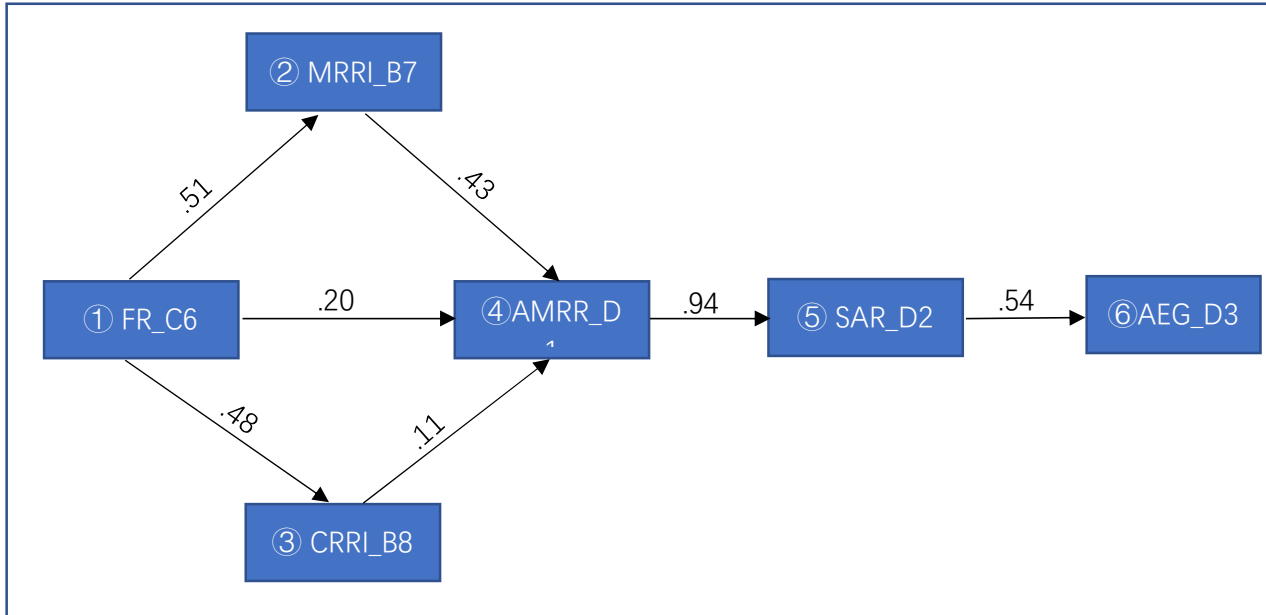 ② MRRI_B7
.51
.43
① FR_C6
.20
④AMRR_D
.94
⑤ SAR_D2
.54
⑥AEG_D3
.48
.11
③ CRRI_B8